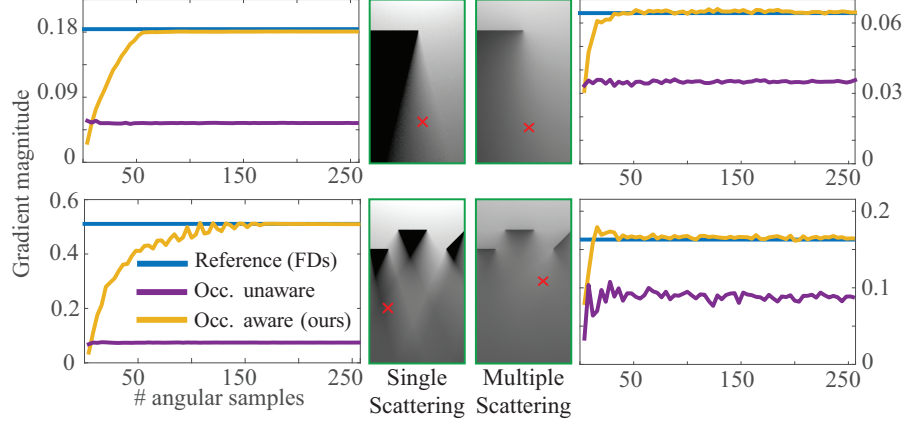 Gradient magnitude
0.18
0.09
0
50
150
250
0.06
0.03
0
50
150
250
0.6
0.4
0.2
0
Reference (FDs)
Occ. unaware
Occ. aware (ours)
50
150
250
# angular samples
Single
Scattering
Multiple
Scattering
0.2
0.1
0
50
150
250